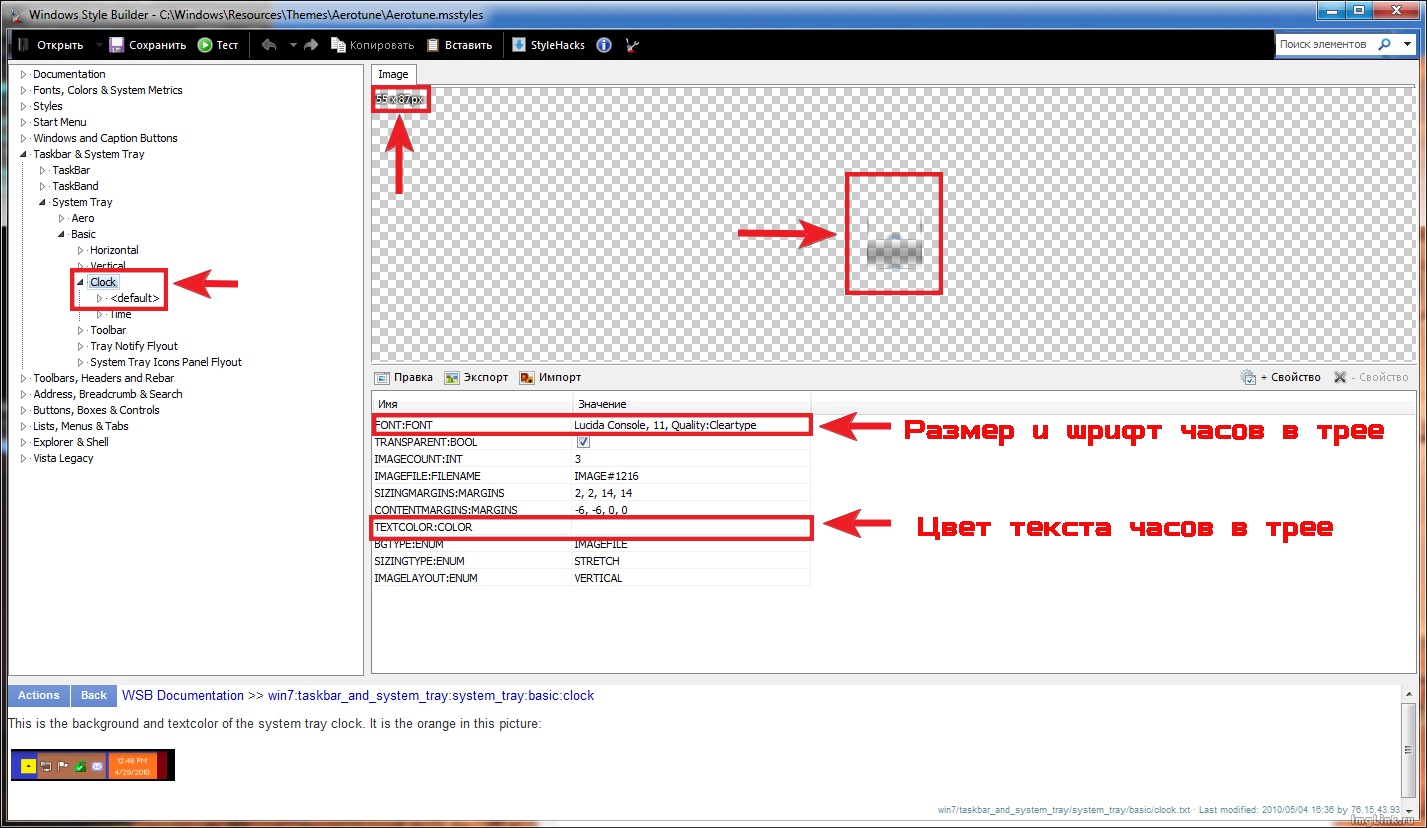 Windows Style Builder - C:\Windows\Resources\Themes\Aerotune\Aerotune.msstyles
Открыть Сохранить Тест Копировать Вставить StyleHacks Поиск элементов
Documentation
Fonts, Colors & System Metrics
Styles
Start Menu
Windows and Caption Buttons
Taskbar & System Tray
TaskBar
TaskBand
System Tray
Aero
Basic
Horizontal
Vertical
Clock
<default>
Time
Toolbar
Tray Notify Flyout
System Tray Icons Panel Flyout
Toolbars, Headers and Rebar
Address, Breadcrumb & Search
Buttons, Boxes & Controls
Lists, Menus & Tabs
Explorer & Shell
Vista Legacy
Image
55 x 87px
Правка Экспорт Импорт + Свойство - Свойство
Имя Значение
FONT:FONT Lucida Console, 11, Quality:Cleartype
TRANSPARENT:BOOL
IMAGECOUNT:INT 3
IMAGEFILE:FILENAME IMAGE#1216
SIZINGMARGINS:MARGINS 2, 2, 14, 14
CONTENTMARGINS:MARGINS -6, -6, 0, 0
TEXTCOLOR:COLOR
BGTYPE:ENUM IMAGEFILE
SIZINGTYPE:ENUM STRETCH
IMAGELAYOUT:ENUM VERTICAL
Размер и шрифт часов в трее
Цвет текста часов в трее
Actions Back WSB Documentation >> win7:taskbar_and_system_tray:system_tray:basic:clock
This is the background and textcolor of the system tray clock. It is the orange in this picture:
12:46 PM
4/29/2010
win7/taskbar_and_system_tray/system_tray/basic/clock.txt · Last modified: 2010/05/04 16:36 by 76.15.43.93
ImgLink.ru